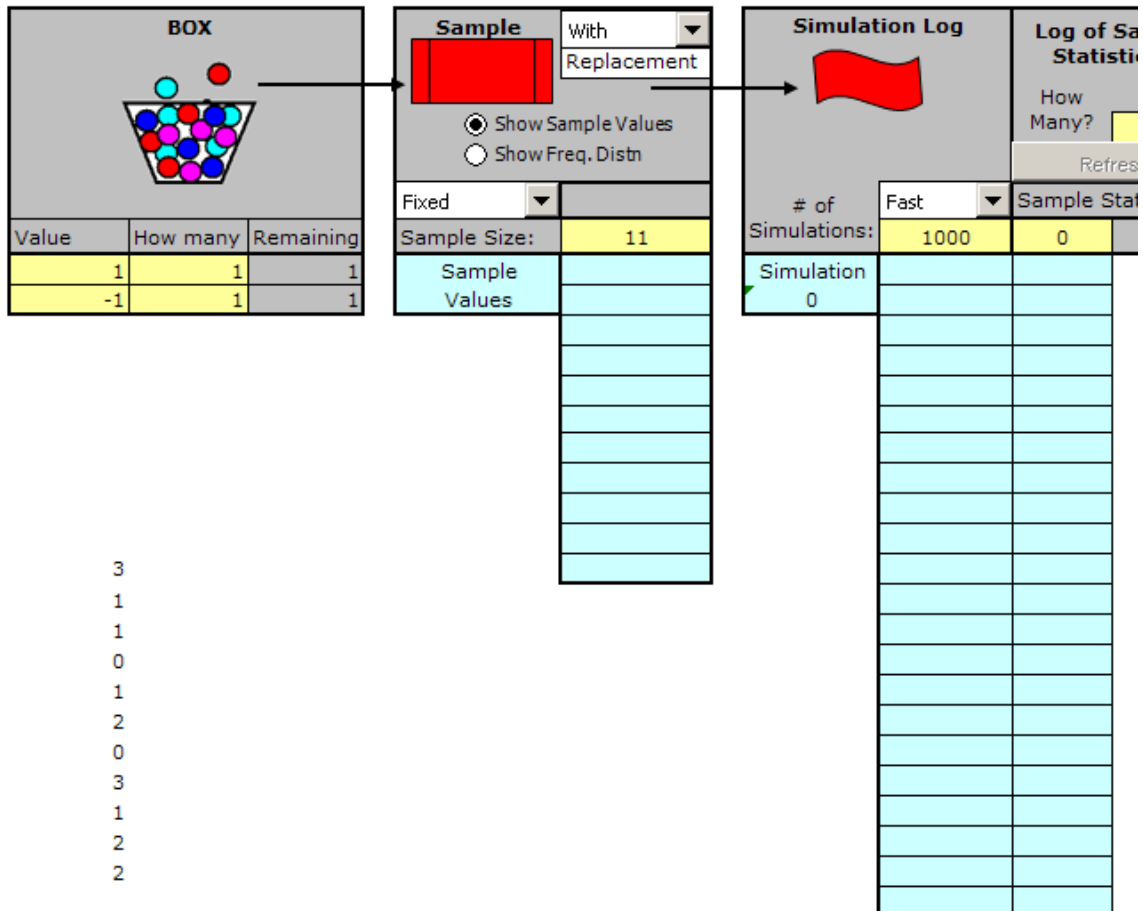 BOX
Value How many Remaining
1 1 1
-1 1 1
Sample
With
Replacement
Show Sample Values
Show Freq. Distn
Fixed
Sample Size: 11
Sample
Values
Simulation Log
# of
Simulations:
Fast
1000
Simulation
0
Log of
How
Many?
Sample
0
3
1
1
0
1
2
0
3
1
2
2